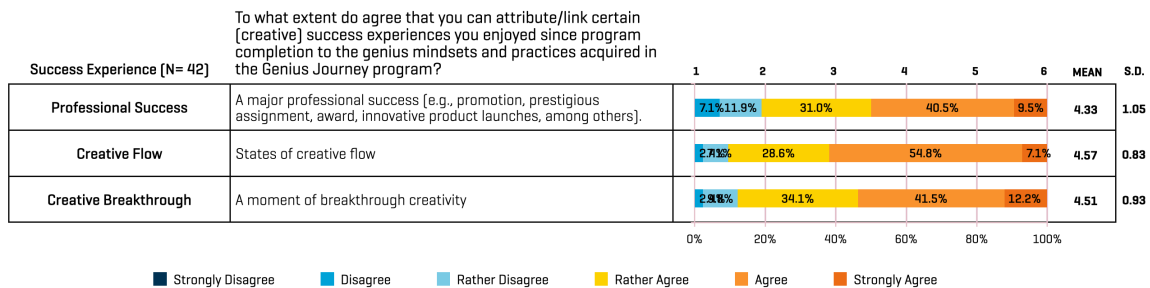 To what extent do agree that you can attribute/link certain
(creative) success experiences you enjoyed since program
completion to the genius mindsets and practices acquired in
Success Experience (N= 42) the Genius Journey program? 1 2 3 4 5 6 MEAN S.D.
Professional Success A major professional success (e.g., promotion, prestigious
assignment, award, innovative product launches, among others). 7.1% 11.9% 31.0% 40.5% 9.5% 4.33 1.05
Creative Flow States of creative flow 28.6% 54.8% 7.1% 4.57 0.83
Creative Breakthrough A moment of breakthrough creativity 34.1% 41.5% 12.2% 4.51 0.93
0% 20% 40% 60% 80% 100%
Strongly Disagree Disagree Rather Disagree Rather Agree Agree Strongly Agree